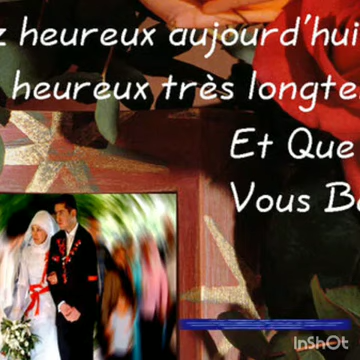 z heureux aujourd'hui
heureux très longte
Et Que
Vous B
InShOt